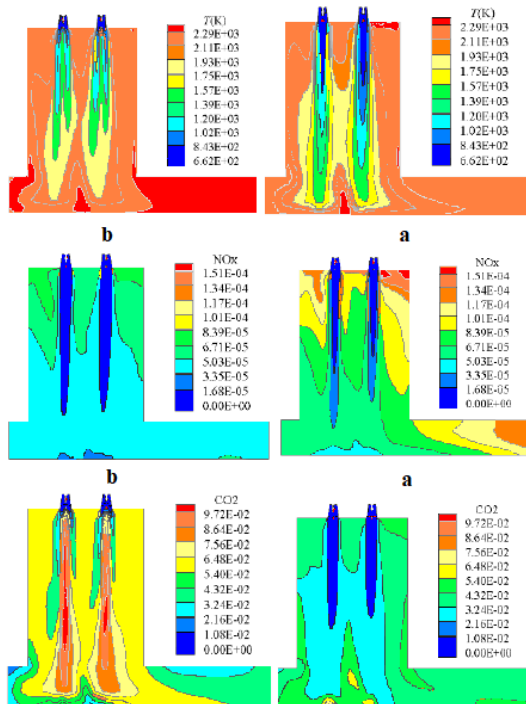 T(K)
2.29E+03
2.11E+03
1.93E+03
1.75E+03
1.57E+03
1.39E+03
1.20E+03
1.02E+03
8.43E+02
6.62E+02
T(K)
2.29E+03
2.11E+03
1.93E+03
1.75E+03
1.57E+03
1.39E+03
1.20E+03
1.02E+03
8.43E+02
6.62E+02
b
a
NOx
1.51E-04
1.34E-04
1.17E-04
1.01E-04
8.39E-05
6.71E-05
5.03E-05
3.35E-05
1.68E-05
0.00E+00
NOx
1.51E-04
1.34E-04
1.17E-04
1.01E-04
8.39E-05
6.71E-05
5.03E-05
3.35E-05
1.68E-05
0.00E+00
b
a
CO2
9.72E-02
8.64E-02
7.56E-02
6.48E-02
5.40E-02
4.32E-02
3.24E-02
2.16E-02
1.08E-02
0.00E+00
CO2
9.72E-02
8.64E-02
7.56E-02
6.48E-02
5.40E-02
4.32E-02
3.24E-02
2.16E-02
1.08E-02
0.00E+00